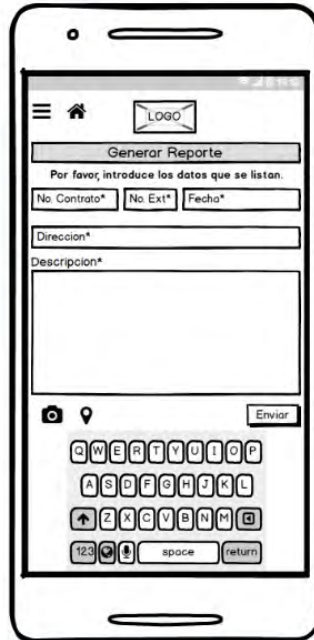 LOGO
Generar Reporte
Por favor, introduce los datos que se listan.
No. Contrato* No. Ext* Fecha*
Direccion*
Descripcion*
Enviar
Q W E R T Y U I O P
A S D F G H J K L
Z X C V B N M
123 space return